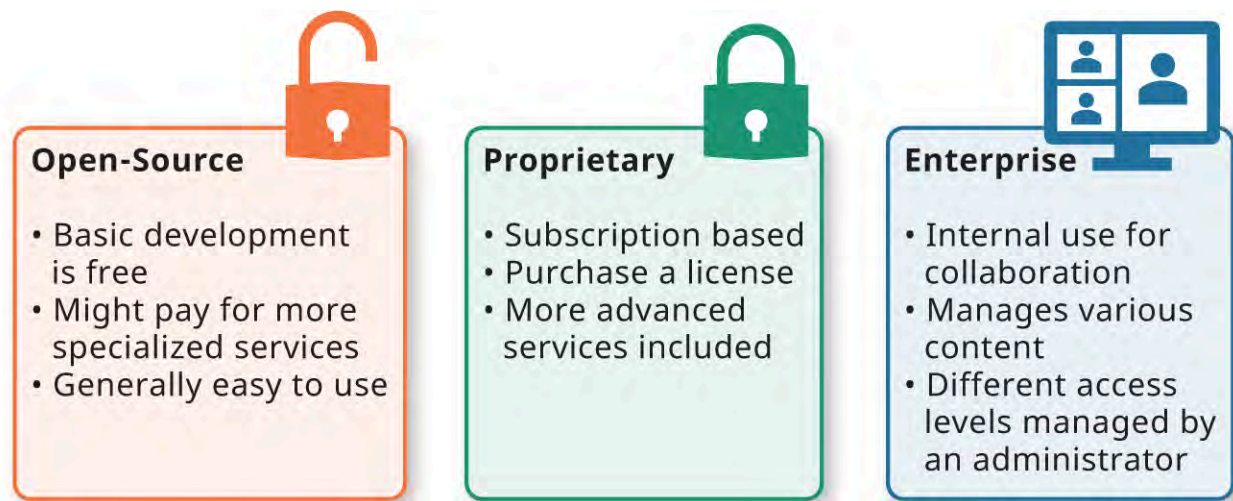 Open-Source
• Basic development
is free
• Might pay for more
specialized services
• Generally easy to use
Proprietary
• Subscription based
• Purchase a license
• More advanced
services included
Enterprise
• Internal use for
collaboration
• Manages various
content
• Different access
levels managed by
an administrator